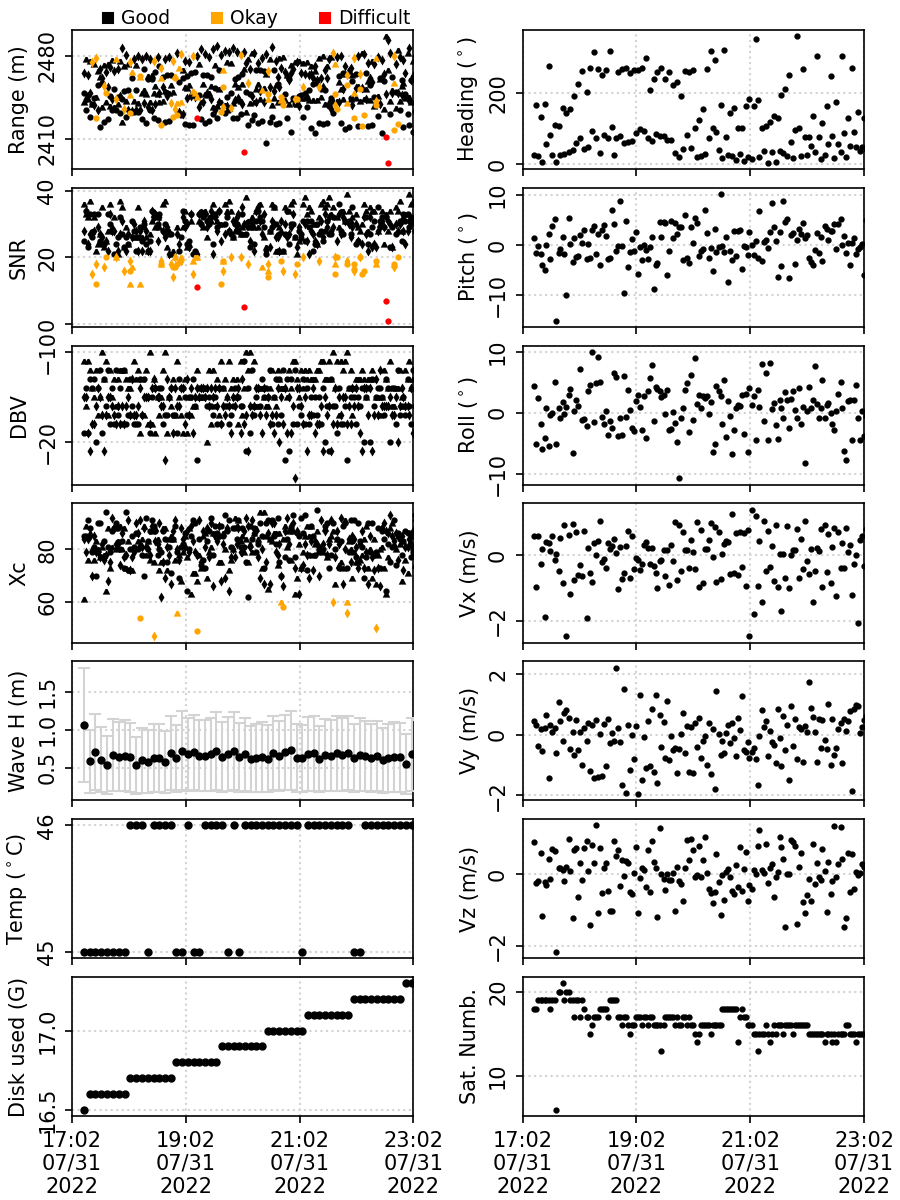 Good Okay Difficult
Range (m)
2480
2410
Heading (°)
200
0
SNR
40
20
0
Pitch (°)
10
0
−10
DBV
−10
−20
Roll (°)
10
0
−10
Xc
80
60
Vx (m/s)
0
−2
Wave H (m)
1.5
1.0
0.5
Vy (m/s)
2
0
−2
Temp (°C)
46
45
Vz (m/s)
0
−2
Disk used (G)
17.0
16.5
Sat. Numb.
20
10
17:02 19:02 21:02 23:02
07/31 07/31 07/31 07/31
2022 2022 2022 2022
17:02 19:02 21:02 23:02
07/31 07/31 07/31 07/31
2022 2022 2022 2022